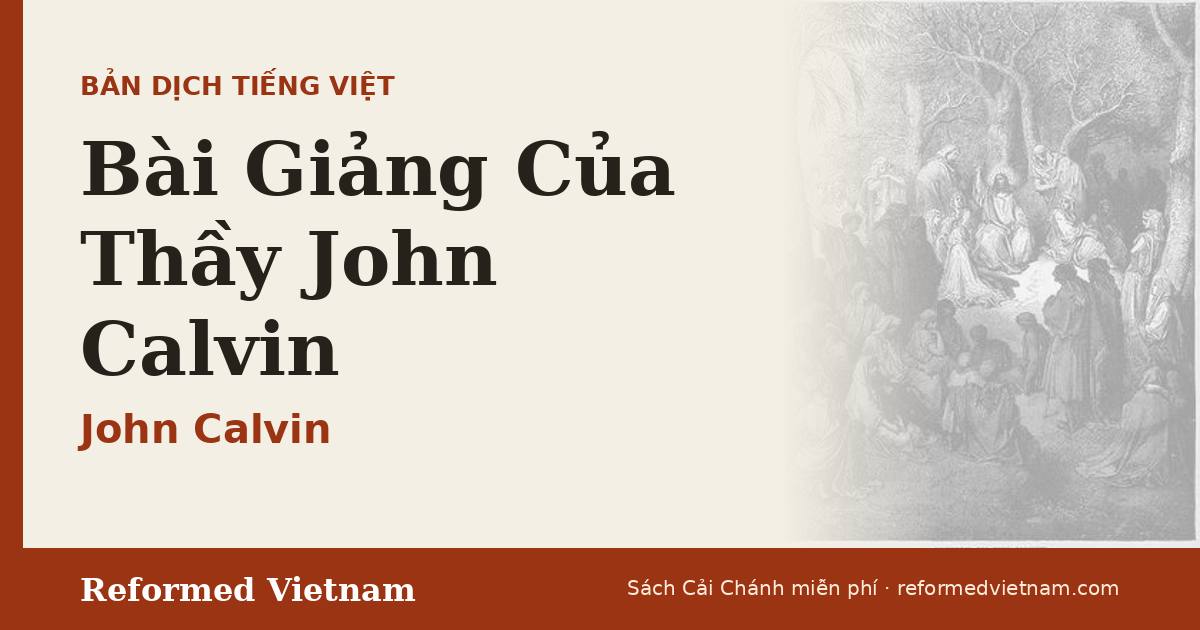 BẢN DỊCH TIẾNG VIỆT
Bài Giảng Của
Thầy John
Calvin
John Calvin
Reformed Vietnam
Sách Cải Chánh miễn phí · reformedvietnam.com